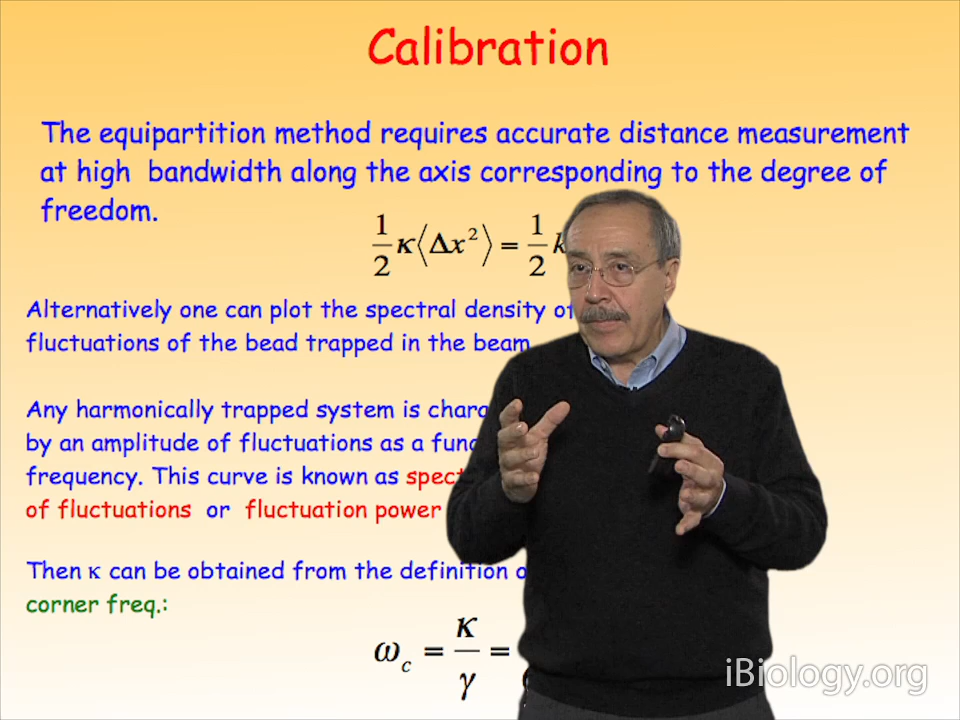 Calibration
The equipartition method requires accurate distance measurement
at high bandwidth along the axis corresponding to the degree of
freedom.
1/2 κ⟨Δx²⟩ = 1/2 k
Alternatively one can plot the spectral density of
fluctuations of the bead trapped in the beam
Any harmonically trapped system is
by an amplitude of fluctuations as a
frequency. This curve is known as
of fluctuations or fluctuation power
Then κ can be obtained from the definition
corner freq.:
ω_c = κ/γ =
iBiology.org